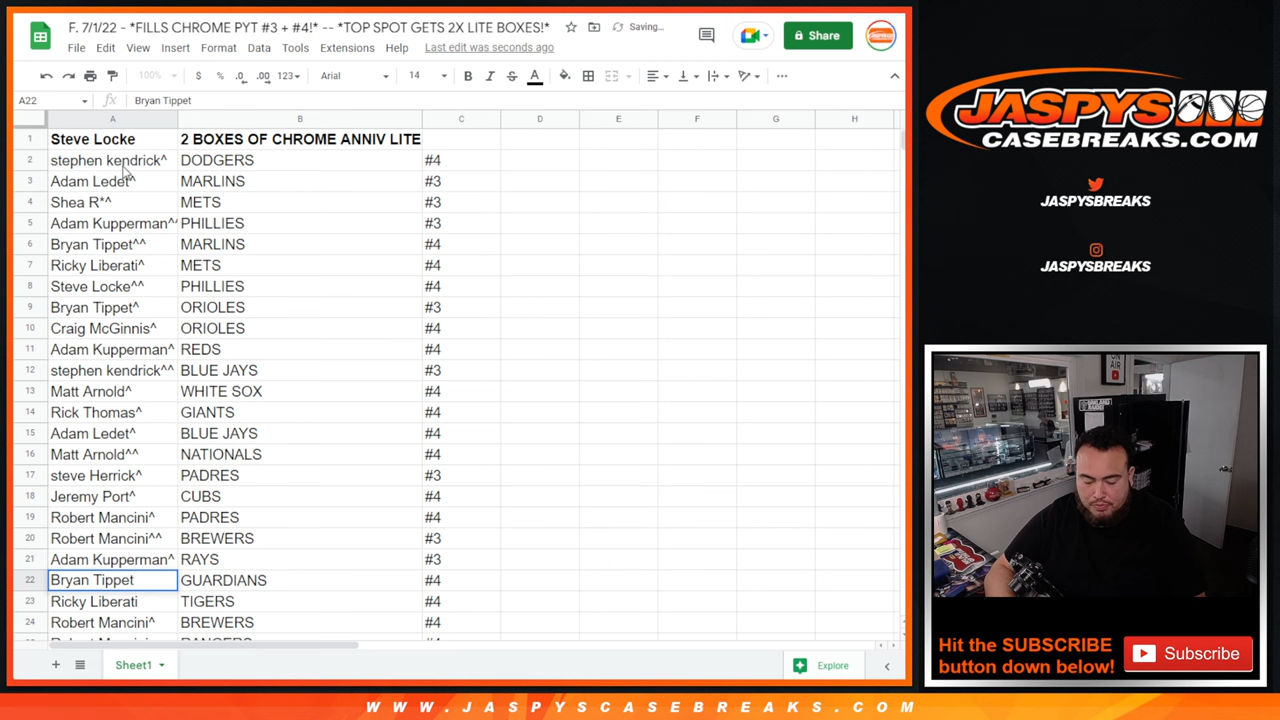 F. 7/1/22 - *FILLS CHROME PYT #3 + #4!* -- *TOP SPOT GETS 2X LITE BOXES!*
Saving...
Share
File Edit View Insert Format Data Tools Extensions Help Last edit was seconds ago
100% $ % .0 .00 123 Arial 14 B I S A
A22 fx Bryan Tippet
A B C D E F G H
1 Steve Locke 2 BOXES OF CHROME ANNIV LITE
2 stephen kendrick^ DODGERS #4
3 Adam Ledet^ MARLINS #3
4 Shea R*^ METS #3
5 Adam Kupperman^^ PHILLIES #3
6 Bryan Tippet^^ MARLINS #4
7 Ricky Liberati^ METS #4
8 Steve Locke^^ PHILLIES #4
9 Bryan Tippet^ ORIOLES #3
10 Craig McGinnis^ ORIOLES #4
11 Adam Kupperman^ REDS #4
12 stephen kendrick^^ BLUE JAYS #3
13 Matt Arnold^ WHITE SOX #4
14 Rick Thomas^ GIANTS #4
15 Adam Ledet^ BLUE JAYS #4
16 Matt Arnold^^ NATIONALS #4
17 steve Herrick^ PADRES #3
18 Jeremy Port^ CUBS #4
19 Robert Mancini^ PADRES #4
20 Robert Mancini^^ BREWERS #3
21 Adam Kupperman^ RAYS #3
22 Bryan Tippet GUARDIANS #4
23 Ricky Liberati TIGERS #4
24 Robert Mancini^ BREWERS #4
Sheet1
Explore
JASPYS
CASEBREAKS.COM
JASPYSBREAKS
JASPYSBREAKS
ON AIR
Hit the SUBSCRIBE
button down below!
Subscribe
WWW.JASPYSCASEBREAKS.COM